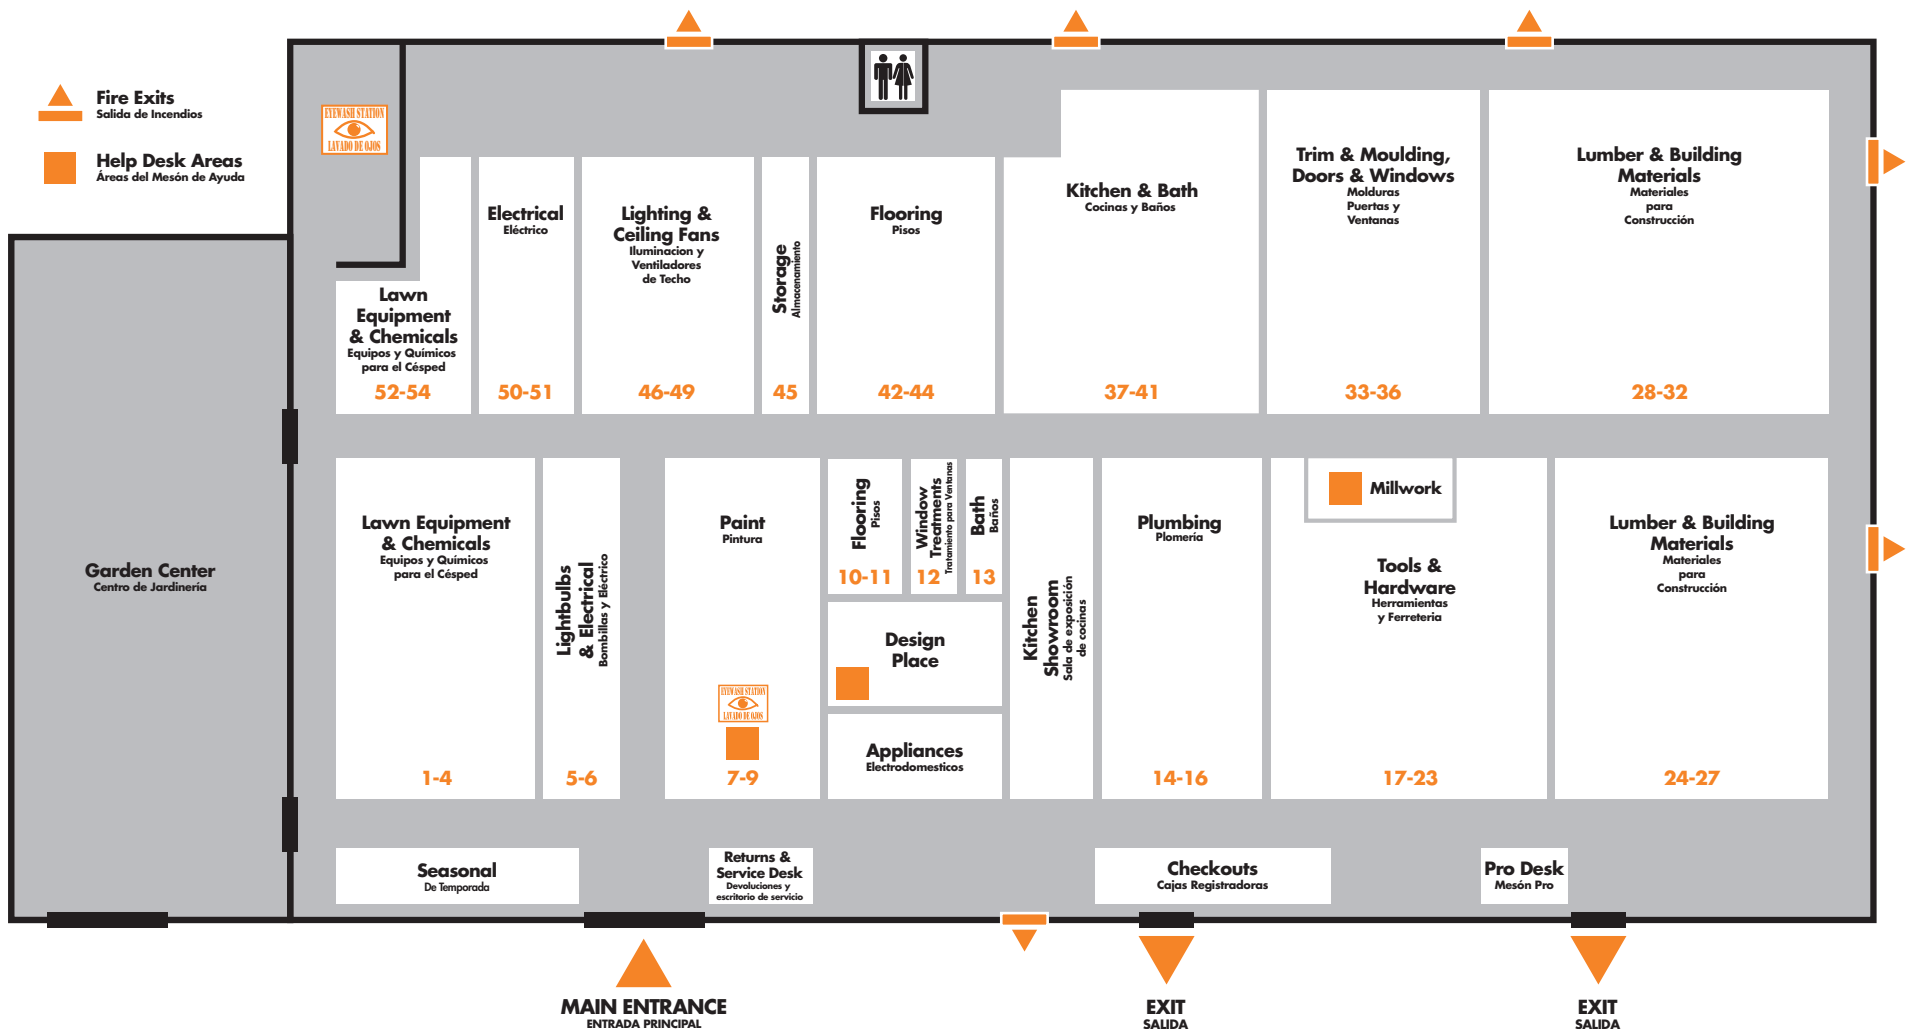 Fire Exits
Salida de Incendios
Help Desk Areas
Áreas del Mesón de Ayuda
EYEWASH STATION
LAVADO DE OJOS
Lawn
Equipment
& Chemicals
Equipos y Químicos
para el Césped
52-54
Electrical
Eléctrico
50-51
Lighting &
Ceiling Fans
Iluminacion y
Ventiladores
de Techo
46-49
Storage
Almacenamiento
45
Flooring
Pisos
42-44
Kitchen & Bath
Cocinas y Baños
37-41
Trim & Moulding,
Doors & Windows
Molduras
Puertas y
Ventanas
33-36
Lumber & Building
Materials
Materiales
para
Construcción
28-32
Garden Center
Centro de Jardinería
Lawn Equipment
& Chemicals
Equipos y Químicos
para el Césped
1-4
Lightbulbs
& Electrical
Bombillas y Eléctrico
5-6
Paint
Pintura
EYEWASH STATION
LAVADO DE OJOS
7-9
Flooring
Pisos
10-11
Window
Treatments
Tratamiento para Ventanas
12
Bath
Baños
13
Design
Place
Appliances
Electrodomesticos
Kitchen
Showroom
Sala de exposición
de cocinas
Plumbing
Plomería
14-16
Millwork
Tools &
Hardware
Herramientas
y Ferreteria
17-23
Lumber & Building
Materials
Materiales
para
Construcción
24-27
Seasonal
De Temporada
Returns &
Service Desk
Devoluciones y
escritorio de servicio
Checkouts
Cajas Registradoras
Pro Desk
Mesón Pro
MAIN ENTRANCE
ENTRADA PRINCIPAL
EXIT
SALIDA
EXIT
SALIDA